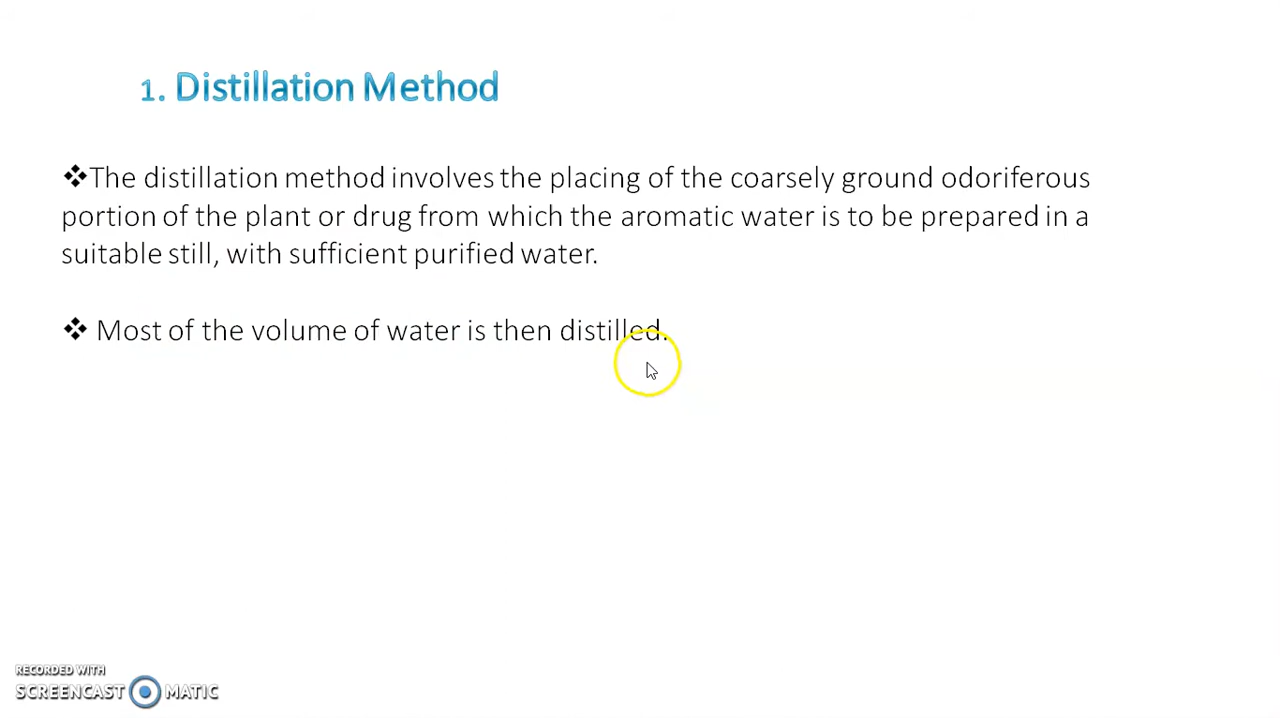 1. Distillation Method
❖The distillation method involves the placing of the coarsely ground odoriferous
portion of the plant or drug from which the aromatic water is to be prepared in a
suitable still, with sufficient purified water.
❖ Most of the volume of water is then distilled.
RECORDED WITH
SCREENCAST MATIC